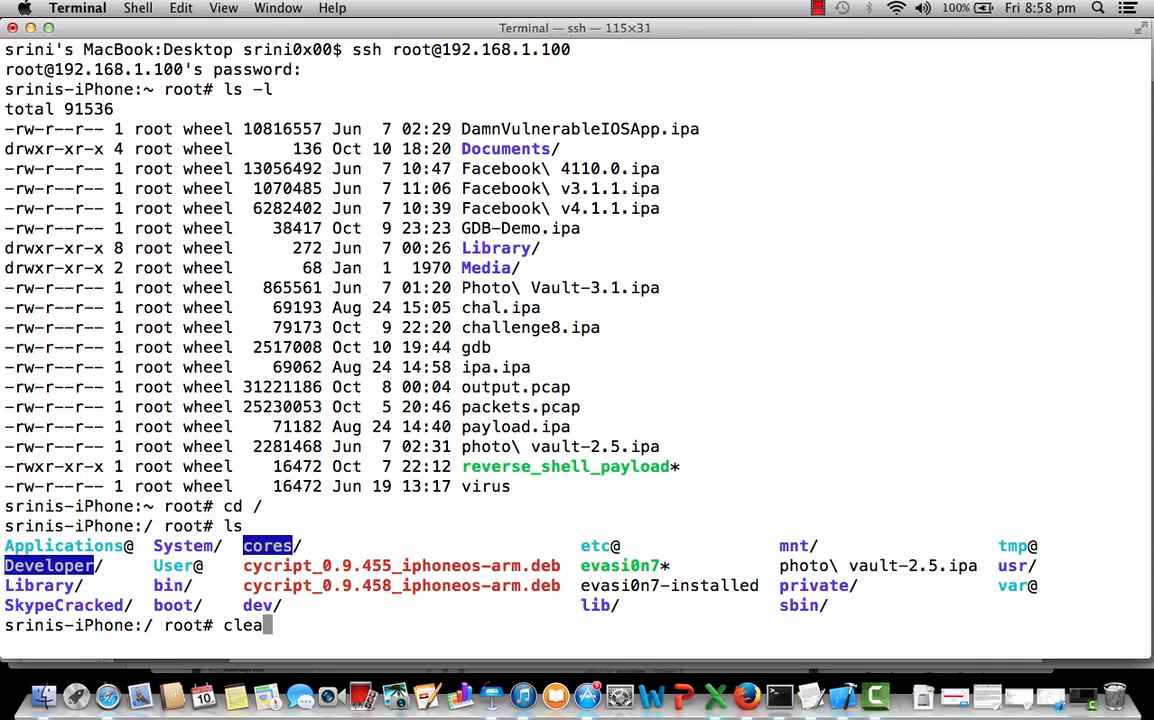 Terminal Shell Edit View Window Help 100% Fri 8:58 pm
Terminal — ssh — 115×31
srini's MacBook:Desktop srini0x00$ ssh root@192.168.1.100
root@192.168.1.100's password:
srinis-iPhone:~ root# ls -l
total 91536
-rw-r--r-- 1 root wheel 10816557 Jun  7 02:29 DamnVulnerableIOSApp.ipa
drwxr-xr-x 4 root wheel      136 Oct 10 18:20 Documents/
-rw-r--r-- 1 root wheel 13056492 Jun  7 10:47 Facebook\ 4110.0.ipa
-rw-r--r-- 1 root wheel  1070485 Jun  7 11:06 Facebook\ v3.1.1.ipa
-rw-r--r-- 1 root wheel  6282402 Jun  7 10:39 Facebook\ v4.1.1.ipa
-rw-r--r-- 1 root wheel    38417 Oct  9 23:23 GDB-Demo.ipa
drwxr-xr-x 8 root wheel      272 Jun  7 00:26 Library/
drwxr-xr-x 2 root wheel       68 Jan  1  1970 Media/
-rw-r--r-- 1 root wheel   865561 Jun  7 01:20 Photo\ Vault-3.1.ipa
-rw-r--r-- 1 root wheel    69193 Aug 24 15:05 chal.ipa
-rw-r--r-- 1 root wheel    79173 Oct  9 22:20 challenge8.ipa
-rw-r--r-- 1 root wheel  2517008 Oct 10 19:44 gdb
-rw-r--r-- 1 root wheel    69062 Aug 24 14:58 ipa.ipa
-rw-r--r-- 1 root wheel 31221186 Oct  8 00:04 output.pcap
-rw-r--r-- 1 root wheel 25230053 Oct  5 20:46 packets.pcap
-rw-r--r-- 1 root wheel    71182 Aug 24 14:40 payload.ipa
-rw-r--r-- 1 root wheel  2281468 Jun  7 02:31 photo\ vault-2.5.ipa
-rwxr-xr-x 1 root wheel    16472 Oct  7 22:12 reverse_shell_payload*
-rw-r--r-- 1 root wheel    16472 Jun 19 13:17 virus
srinis-iPhone:~ root# cd /
srinis-iPhone:/ root# ls
Applications@ System/ cores/ etc@ mnt/ tmp@
Developer/ User@ cycript_0.9.455_iphoneos-arm.deb evasi0n7* photo\ vault-2.5.ipa usr/
Library/ bin/ cycript_0.9.458_iphoneos-arm.deb evasi0n7-installed private/ var@
SkypeCracked/ boot/ dev/ lib/ sbin/
srinis-iPhone:/ root# clea